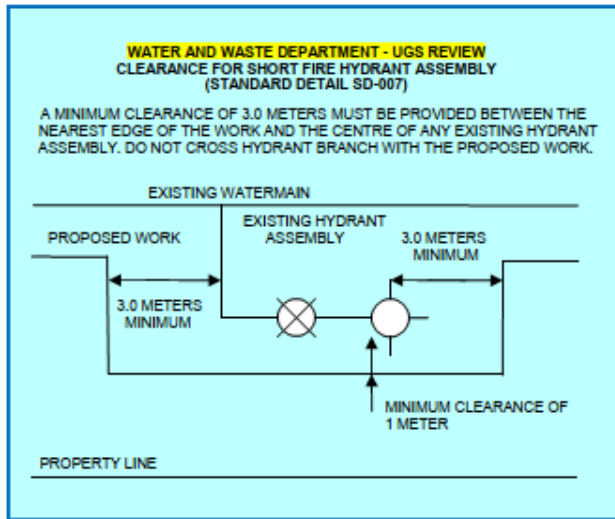 WATER AND WASTE DEPARTMENT - UGS REVIEW
CLEARANCE FOR SHORT FIRE HYDRANT ASSEMBLY
(STANDARD DETAIL SD-007)
A MINIMUM CLEARANCE OF 3.0 METERS MUST BE PROVIDED BETWEEN THE
NEAREST EDGE OF THE WORK AND THE CENTRE OF ANY EXISTING HYDRANT
ASSEMBLY. DO NOT CROSS HYDRANT BRANCH WITH THE PROPOSED WORK.
EXISTING WATERMAIN
PROPOSED WORK
EXISTING HYDRANT
ASSEMBLY
3.0 METERS
MINIMUM
3.0 METERS
MINIMUM
MINIMUM CLEARANCE OF
1 METER
PROPERTY LINE